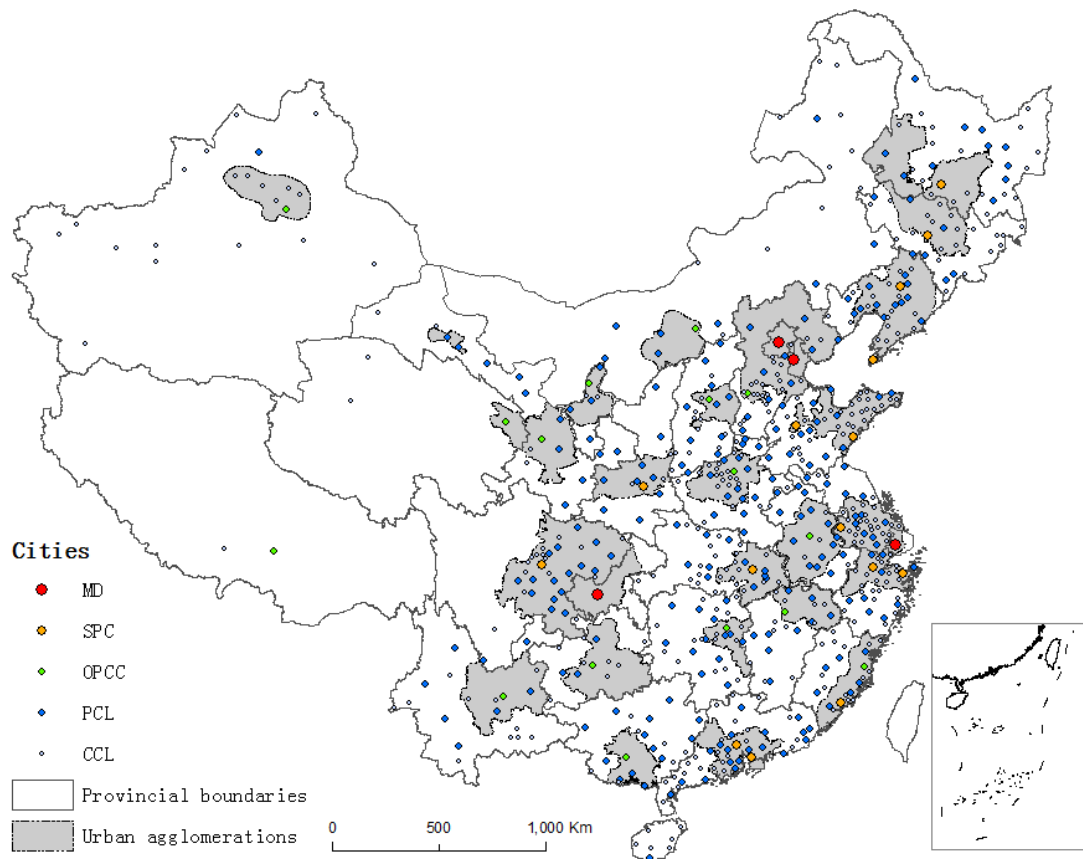 Cities
MD
SPC
OPCC
PCL
CCL
Provincial boundaries
Urban agglomerations
0 500 1,000 Km